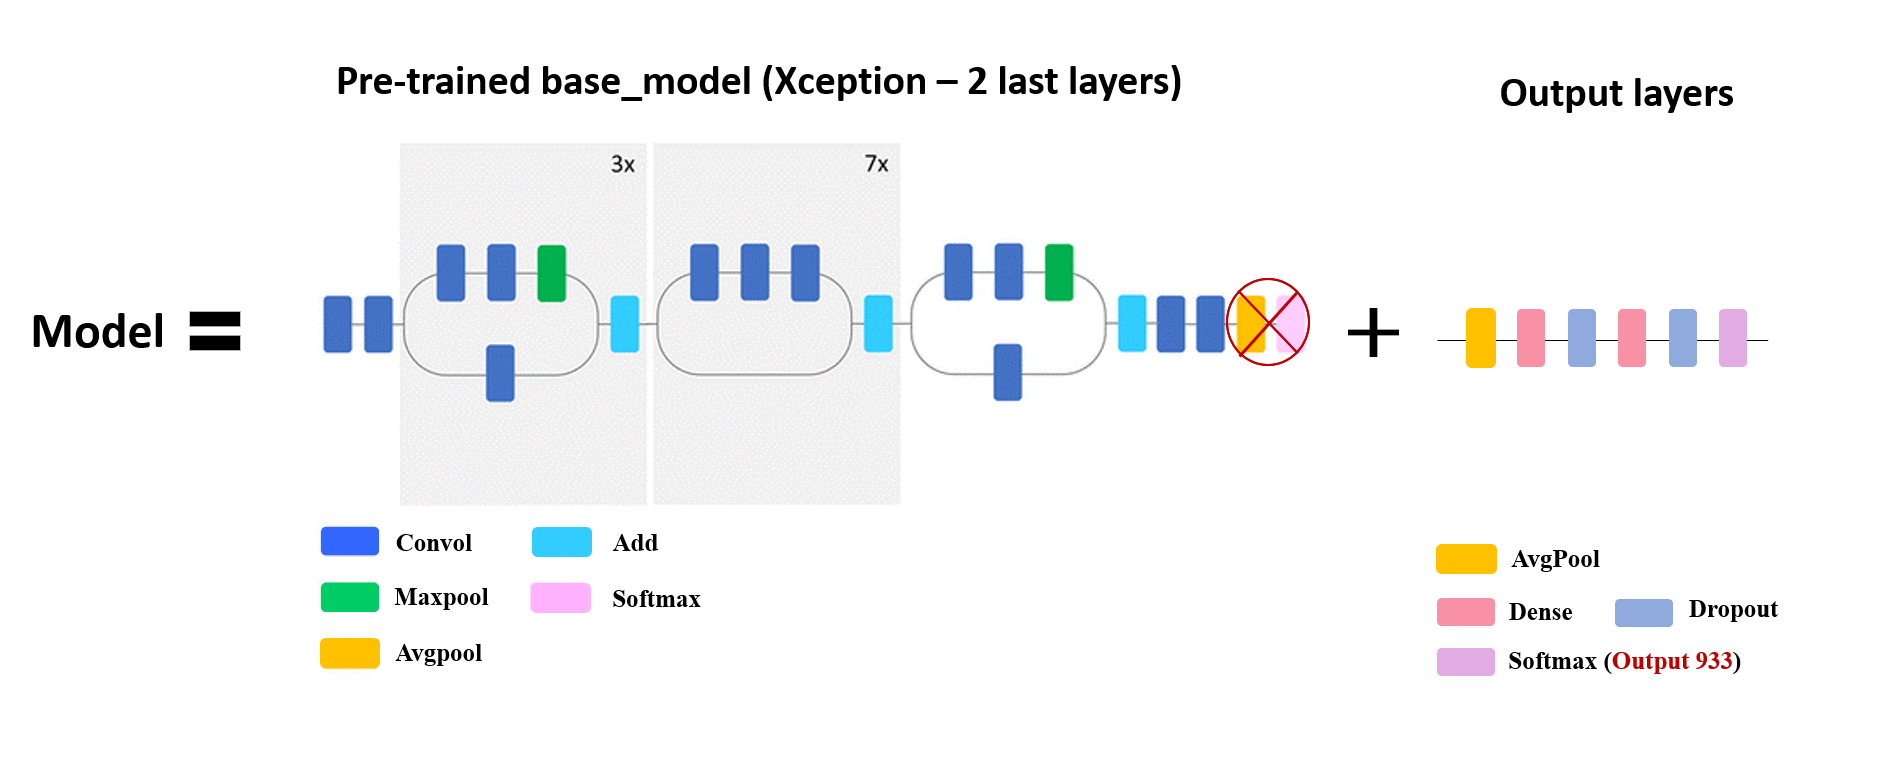 Pre-trained base_model (Xception – 2 last layers)
Output layers
3x
7x
Model =
+
Convol
Add
Maxpool
Softmax
Avgpool
AvgPool
Dense
Dropout
Softmax (Output 933)